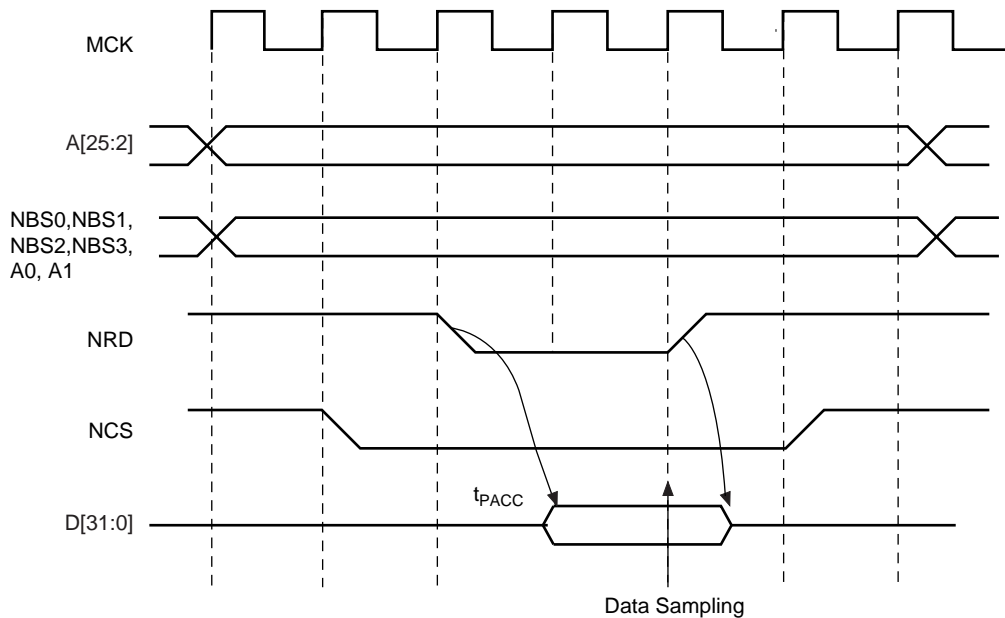 MCK
A[25:2]
NBS0,NBS1,
NBS2,NBS3,
A0, A1
NRD
NCS
tPACC
D[31:0]
Data Sampling